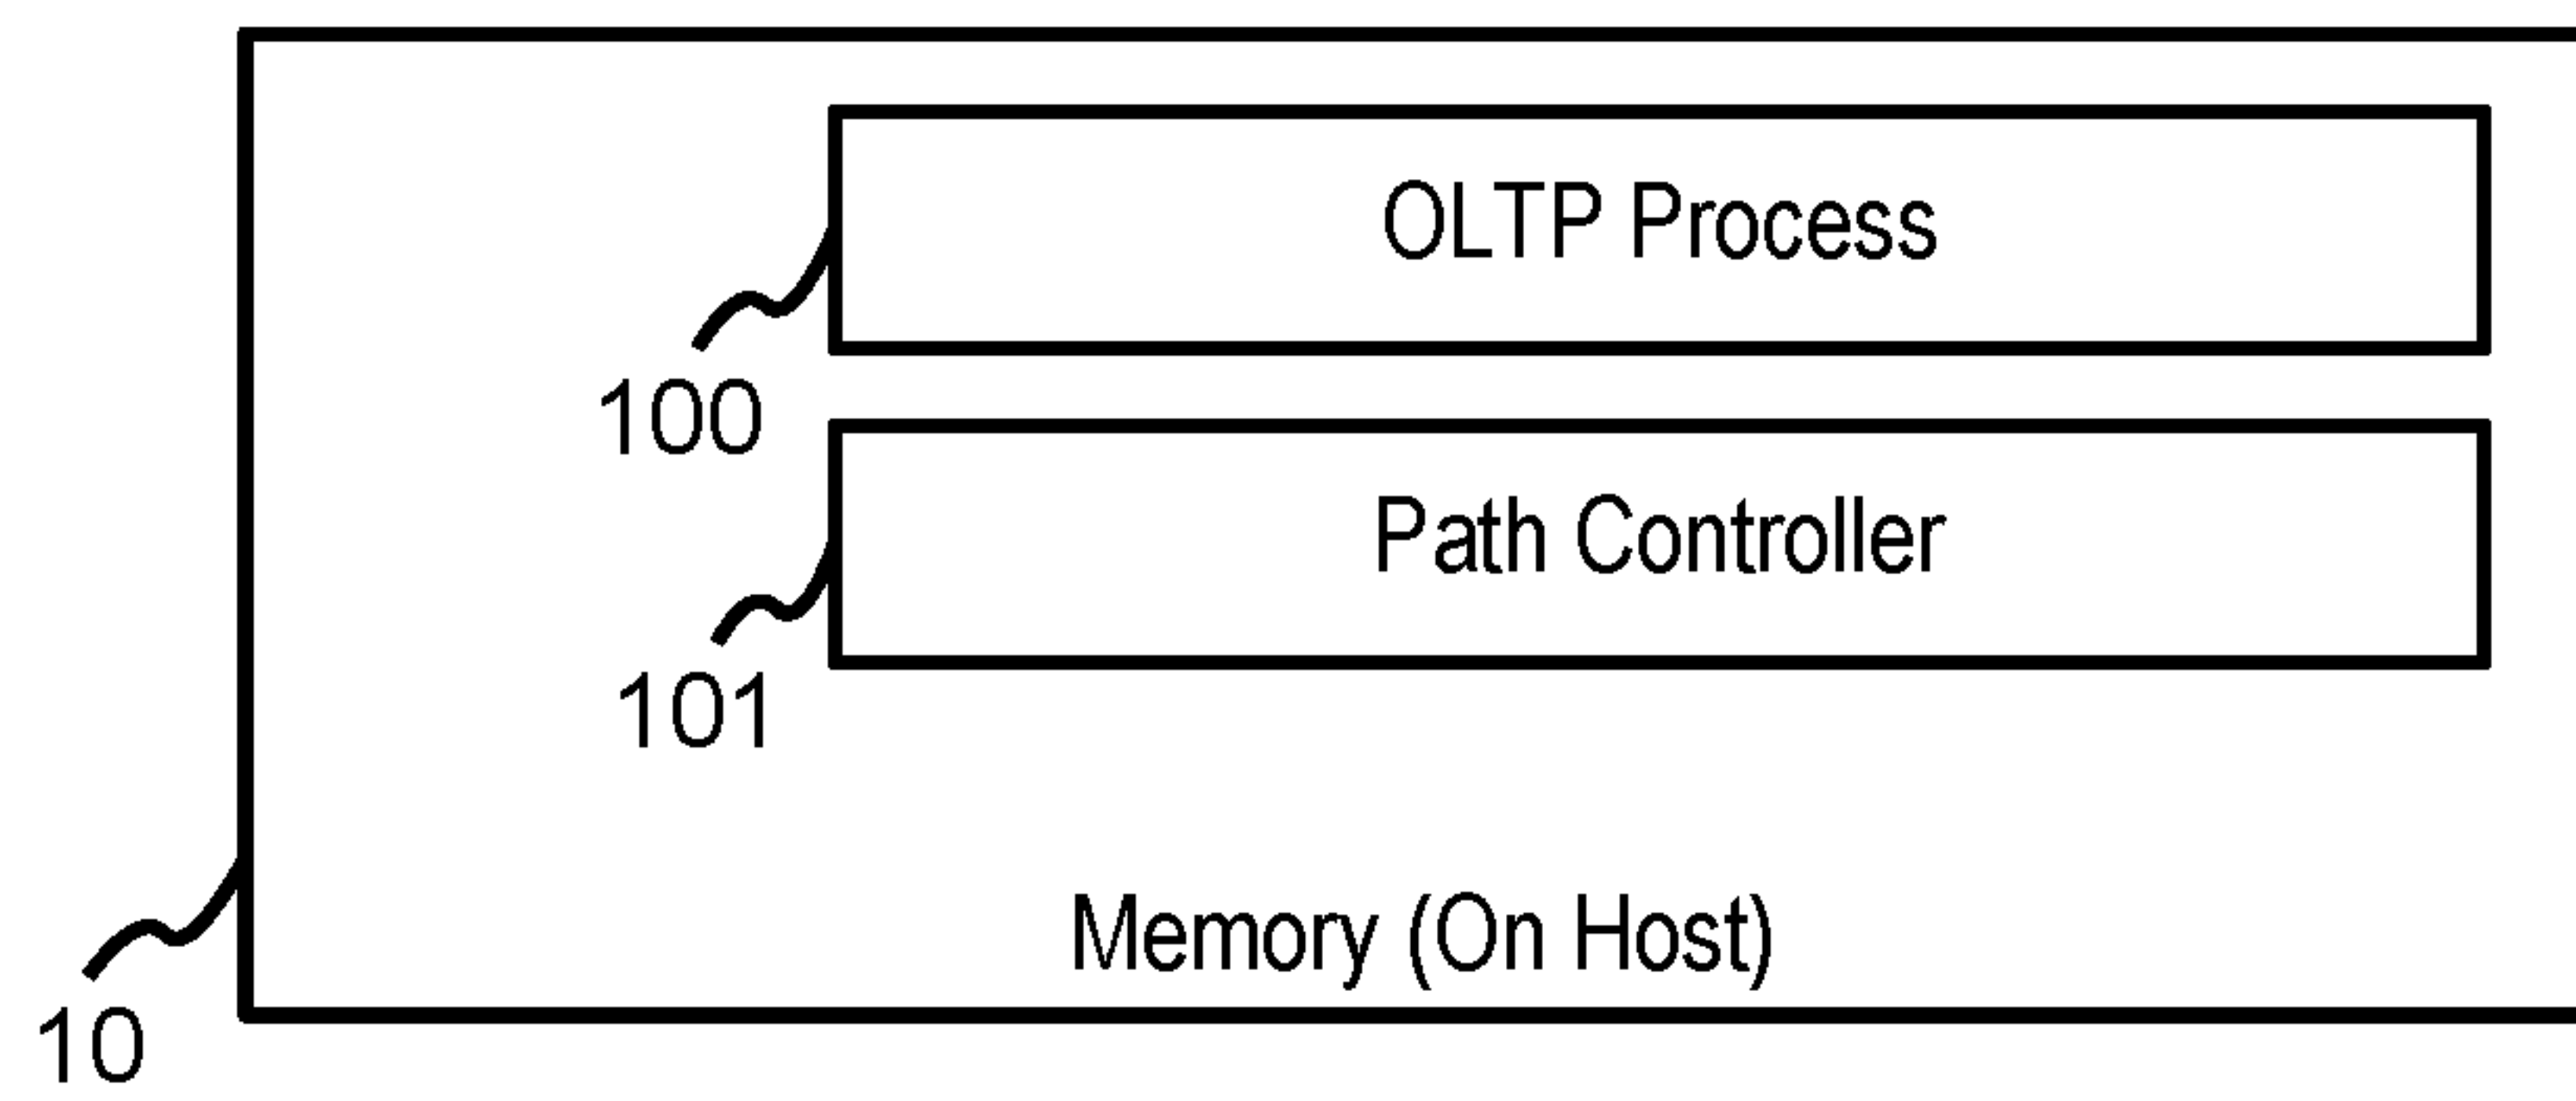 OLTP Process
100
Path Controller
101
Memory (On Host)
10